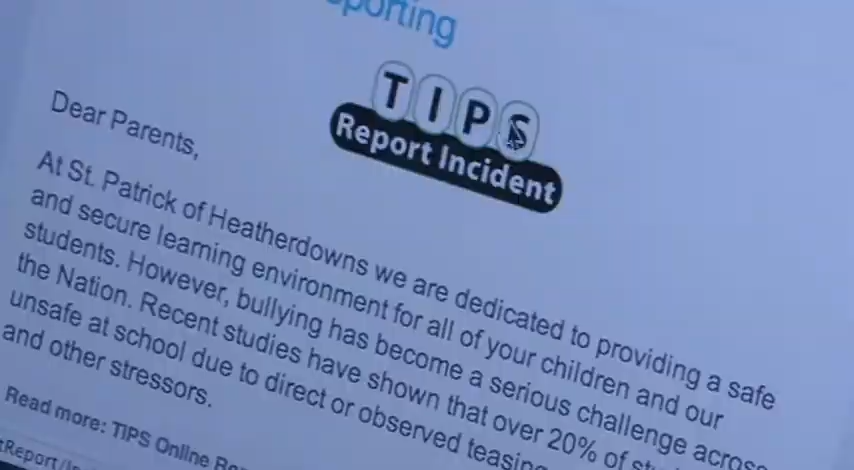 porting
TIPS
Report Incident
Dear Parents,
At St. Patrick of Heatherdowns we are dedicated to providing a safe
and secure learning environment for all of your children and our
students. However, bullying has become a serious challenge across
the Nation. Recent studies have shown that over 20% of
unsafe at school due to direct or observed teasing
and other stressors.
Read more: TIPS Online